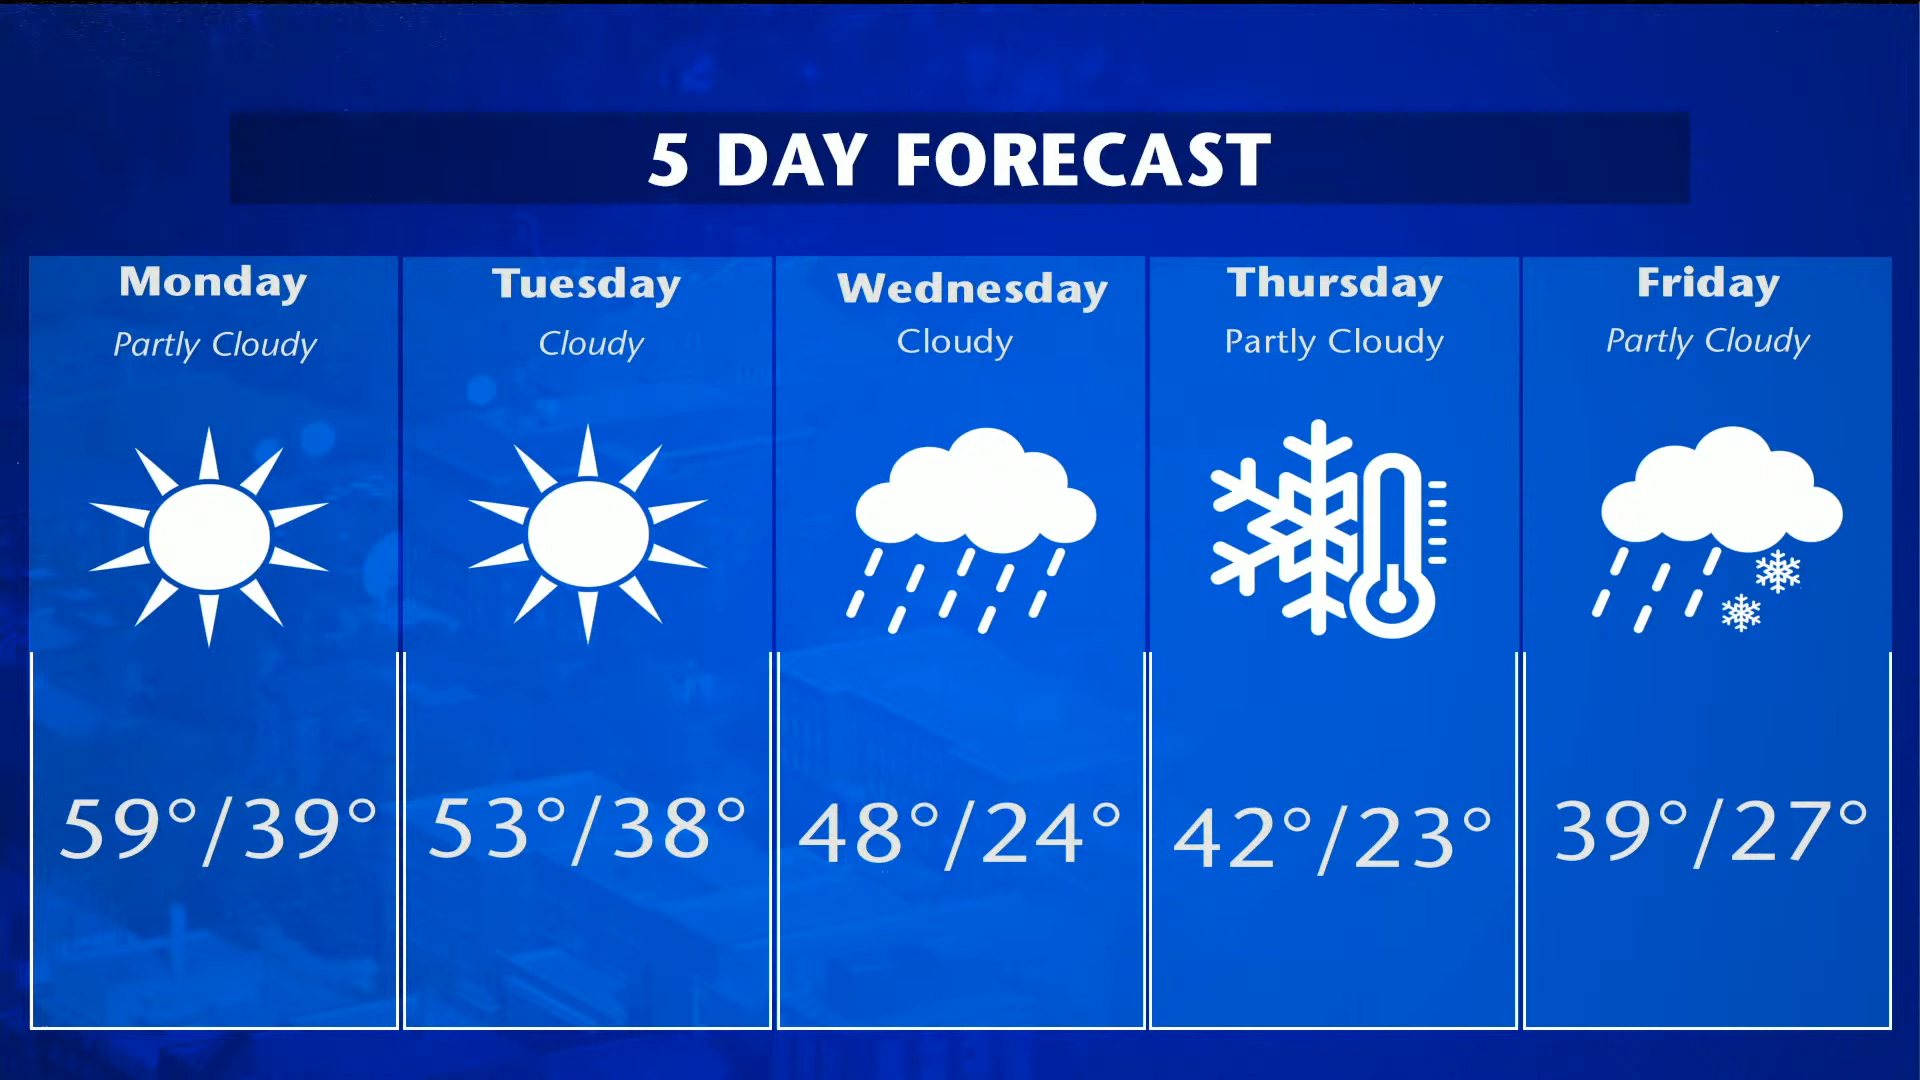 5 DAY FORECAST
Monday
Partly Cloudy
59°/39°
Tuesday
Cloudy
53°/38°
Wednesday
Cloudy
48°/24°
Thursday
Partly Cloudy
42°/23°
Friday
Partly Cloudy
39°/27°